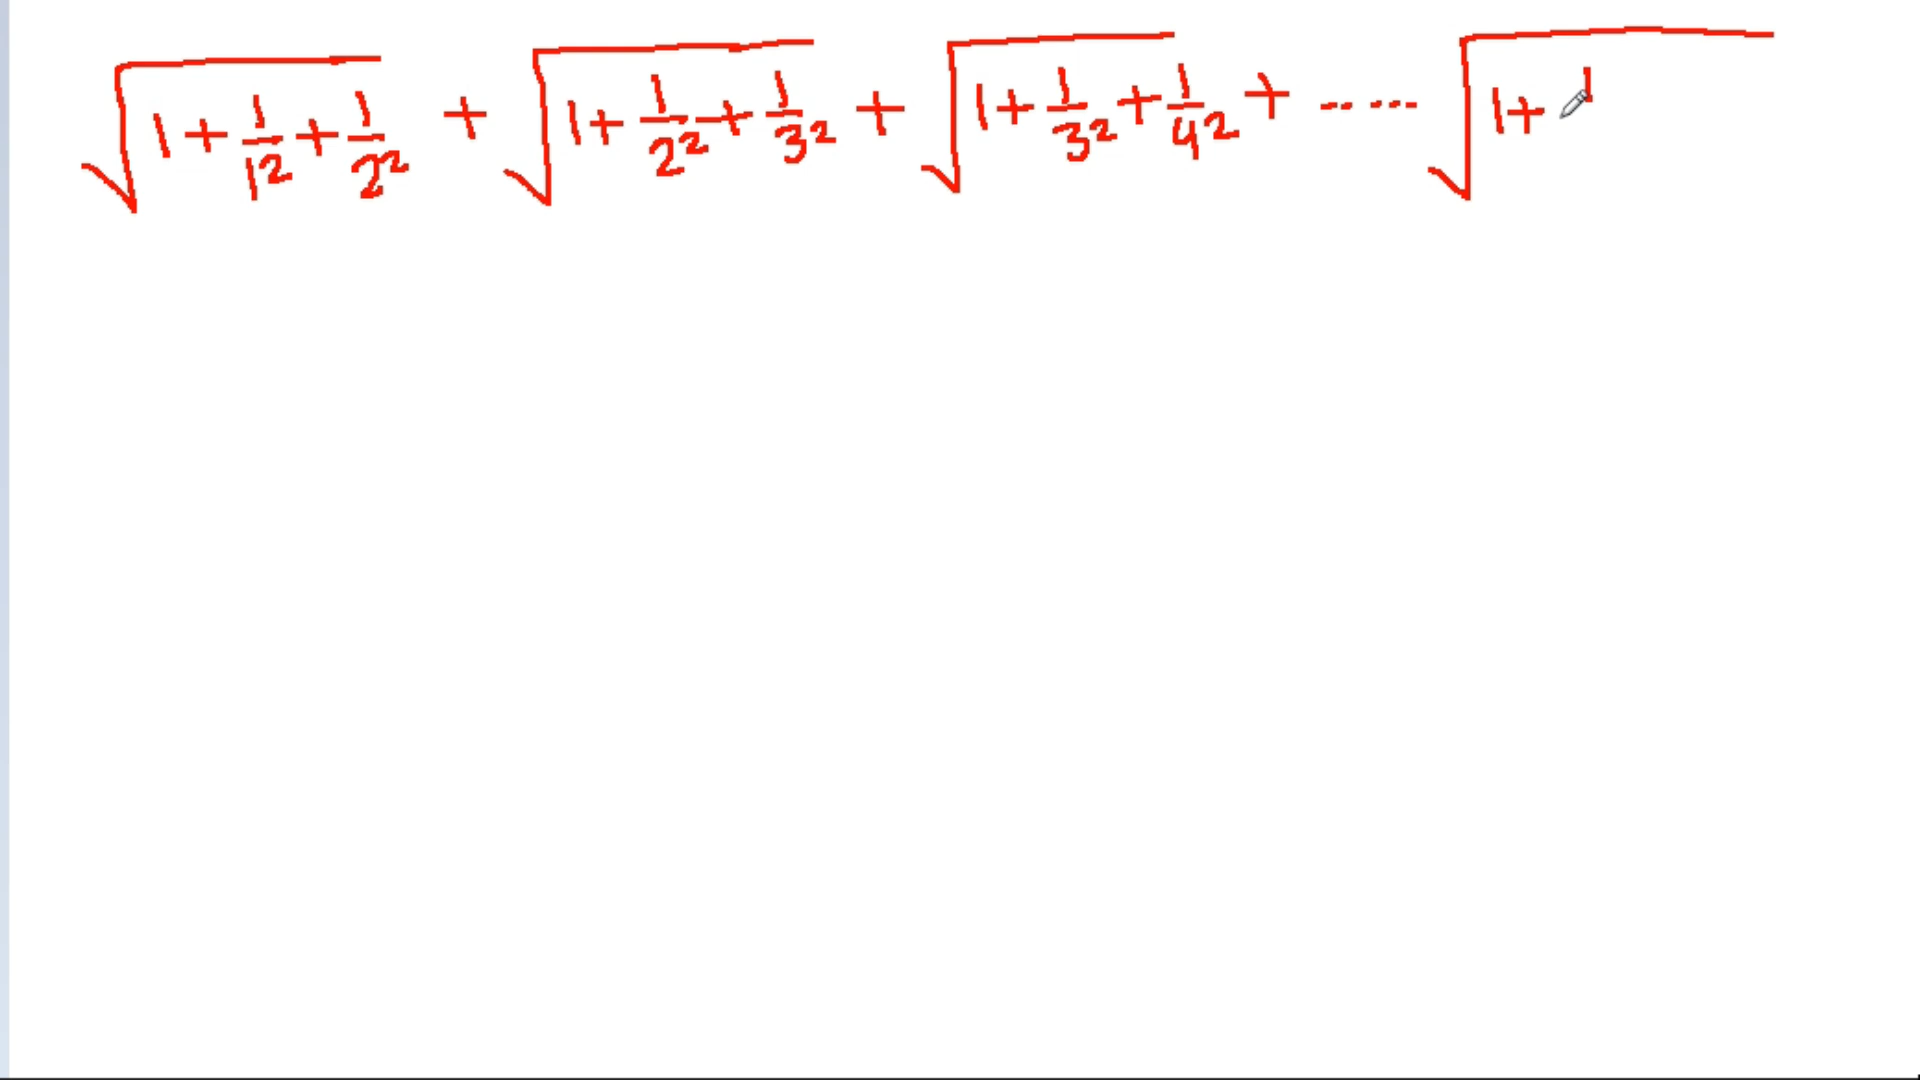 √(1 + 1/1² + 1/2²) + √(1 + 1/2² + 1/3²) + √(1 + 1/3² + 1/4²) + ...... √(1 + 1